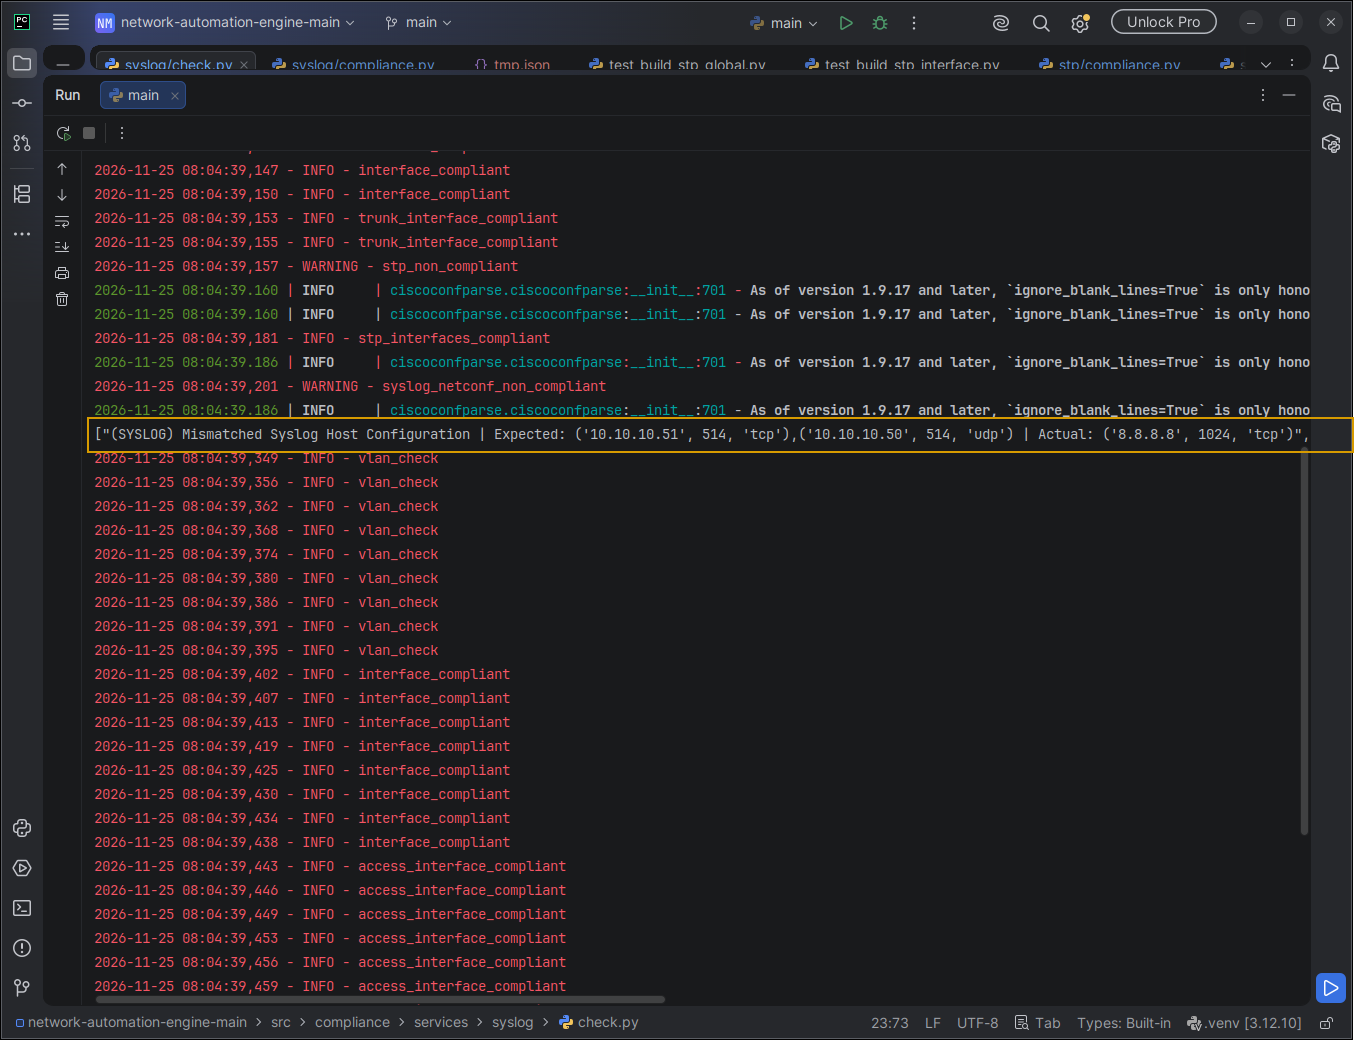 PC
NM network-automation-engine-main main main Unlock Pro
syslog/check.py syslog/compliance.py {} tmp.json test_build_stp_global.py test_build_stp_interface.py stp/compliance.py
Run main
2026-11-25 08:04:39,147 - INFO - interface_compliant
2026-11-25 08:04:39,150 - INFO - interface_compliant
2026-11-25 08:04:39,153 - INFO - trunk_interface_compliant
2026-11-25 08:04:39,155 - INFO - trunk_interface_compliant
2026-11-25 08:04:39,157 - WARNING - stp_non_compliant
2026-11-25 08:04:39.160 | INFO | ciscoconfparse.ciscoconfparse:__init__:701 - As of version 1.9.17 and later, `ignore_blank_lines=True` is only hono
2026-11-25 08:04:39.160 | INFO | ciscoconfparse.ciscoconfparse:__init__:701 - As of version 1.9.17 and later, `ignore_blank_lines=True` is only hono
2026-11-25 08:04:39,181 - INFO - stp_interfaces_compliant
2026-11-25 08:04:39.186 | INFO | ciscoconfparse.ciscoconfparse:__init__:701 - As of version 1.9.17 and later, `ignore_blank_lines=True` is only hono
2026-11-25 08:04:39,201 - WARNING - syslog_netconf_non_compliant
2026-11-25 08:04:39.186 | INFO | ciscoconfparse.ciscoconfparse:__init__:701 - As of version 1.9.17 and later, `ignore_blank_lines=True` is only hono
["(SYSLOG) Mismatched Syslog Host Configuration | Expected: ('10.10.10.51', 514, 'tcp'),('10.10.10.50', 514, 'udp') | Actual: ('8.8.8.8', 1024, 'tcp')",
2026-11-25 08:04:39,349 - INFO - vlan_check
2026-11-25 08:04:39,356 - INFO - vlan_check
2026-11-25 08:04:39,362 - INFO - vlan_check
2026-11-25 08:04:39,368 - INFO - vlan_check
2026-11-25 08:04:39,374 - INFO - vlan_check
2026-11-25 08:04:39,380 - INFO - vlan_check
2026-11-25 08:04:39,386 - INFO - vlan_check
2026-11-25 08:04:39,391 - INFO - vlan_check
2026-11-25 08:04:39,395 - INFO - vlan_check
2026-11-25 08:04:39,402 - INFO - interface_compliant
2026-11-25 08:04:39,407 - INFO - interface_compliant
2026-11-25 08:04:39,413 - INFO - interface_compliant
2026-11-25 08:04:39,419 - INFO - interface_compliant
2026-11-25 08:04:39,425 - INFO - interface_compliant
2026-11-25 08:04:39,430 - INFO - interface_compliant
2026-11-25 08:04:39,434 - INFO - interface_compliant
2026-11-25 08:04:39,438 - INFO - interface_compliant
2026-11-25 08:04:39,443 - INFO - access_interface_compliant
2026-11-25 08:04:39,446 - INFO - access_interface_compliant
2026-11-25 08:04:39,449 - INFO - access_interface_compliant
2026-11-25 08:04:39,453 - INFO - access_interface_compliant
2026-11-25 08:04:39,456 - INFO - access_interface_compliant
2026-11-25 08:04:39,459 - INFO - access_interface_compliant
network-automation-engine-main > src > compliance > services > syslog > check.py 23:73 LF UTF-8 Tab Types: Built-in .venv [3.12.10]